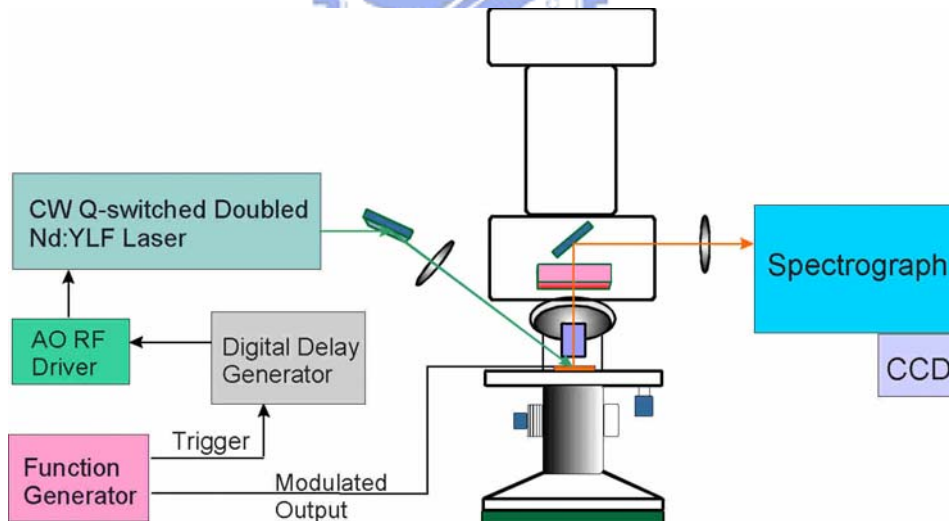 CW Q-switched Doubled
Nd:YLF Laser
Spectrograph
AO RF
Driver
Digital Delay
Generator
CCD
Trigger
Function
Generator
Modulated
Output